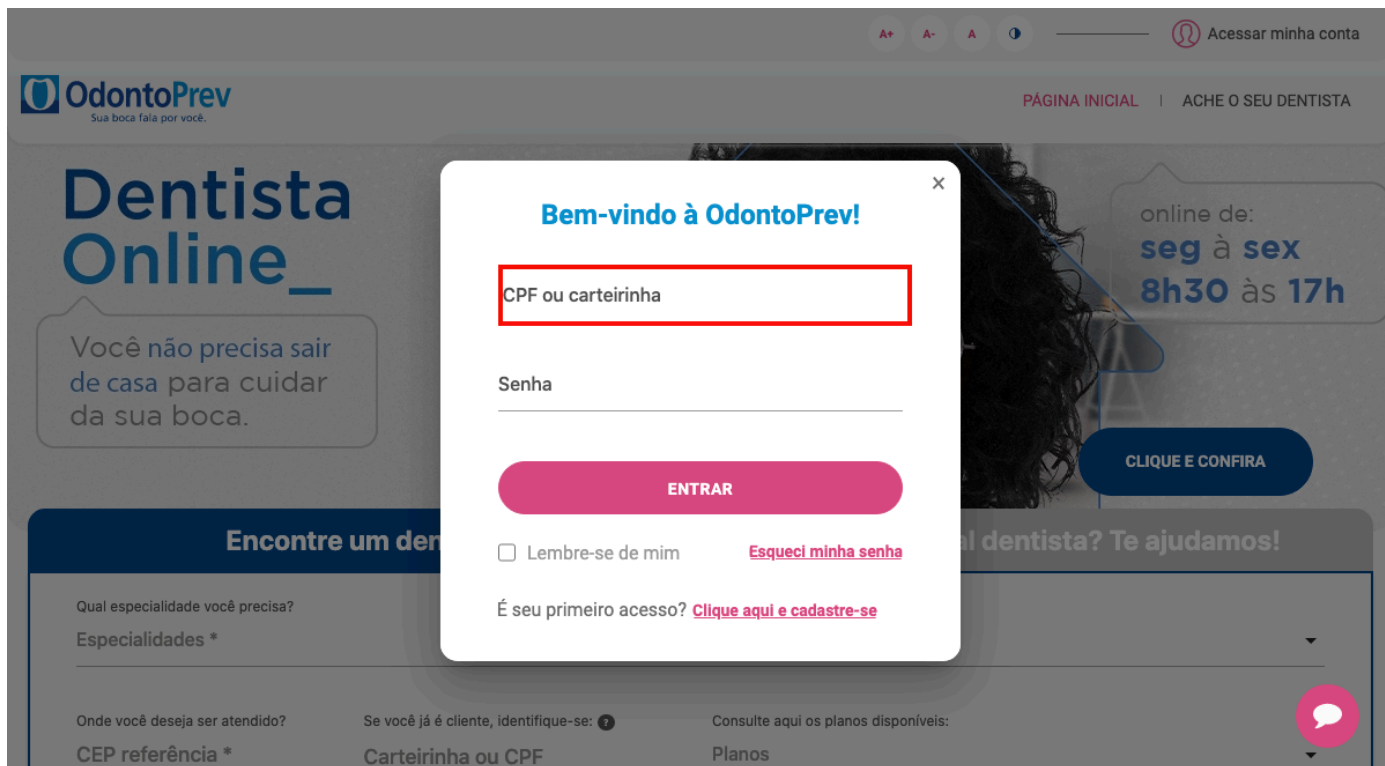 A+ A- A Acessar minha conta
OdontoPrev
Sua boca fala por você.
PÁGINA INICIAL | ACHE O SEU DENTISTA
Dentista
Online_
Você não precisa sair
de casa para cuidar
da sua boca.
×
Bem-vindo à OdontoPrev!
CPF ou carteirinha
Senha
ENTRAR
Lembre-se de mim Esqueci minha senha
É seu primeiro acesso? Clique aqui e cadastre-se
online de:
seg à sex
8h30 às 17h
CLIQUE E CONFIRA
Encontre um den
al dentista? Te ajudamos!
Qual especialidade você precisa?
Especialidades *
Onde você deseja ser atendido? Se você já é cliente, identifique-se: ? Consulte aqui os planos disponíveis:
CEP referência * Carteirinha ou CPF Planos